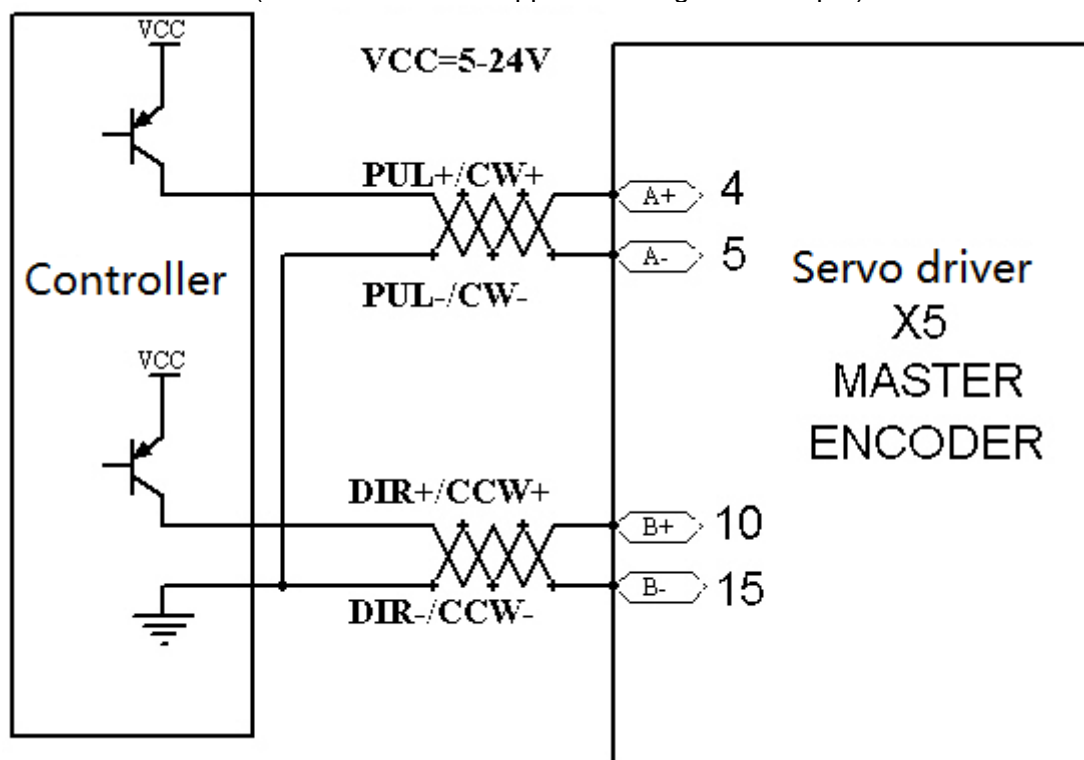 VCC
VCC=5-24V
PUL+/CW+
A+ 4
A- 5
PUL-/CW-
Controller
Servo driver
X5
MASTER
ENCODER
VCC
DIR+/CCW+
B+ 10
B- 15
DIR-/CCW-